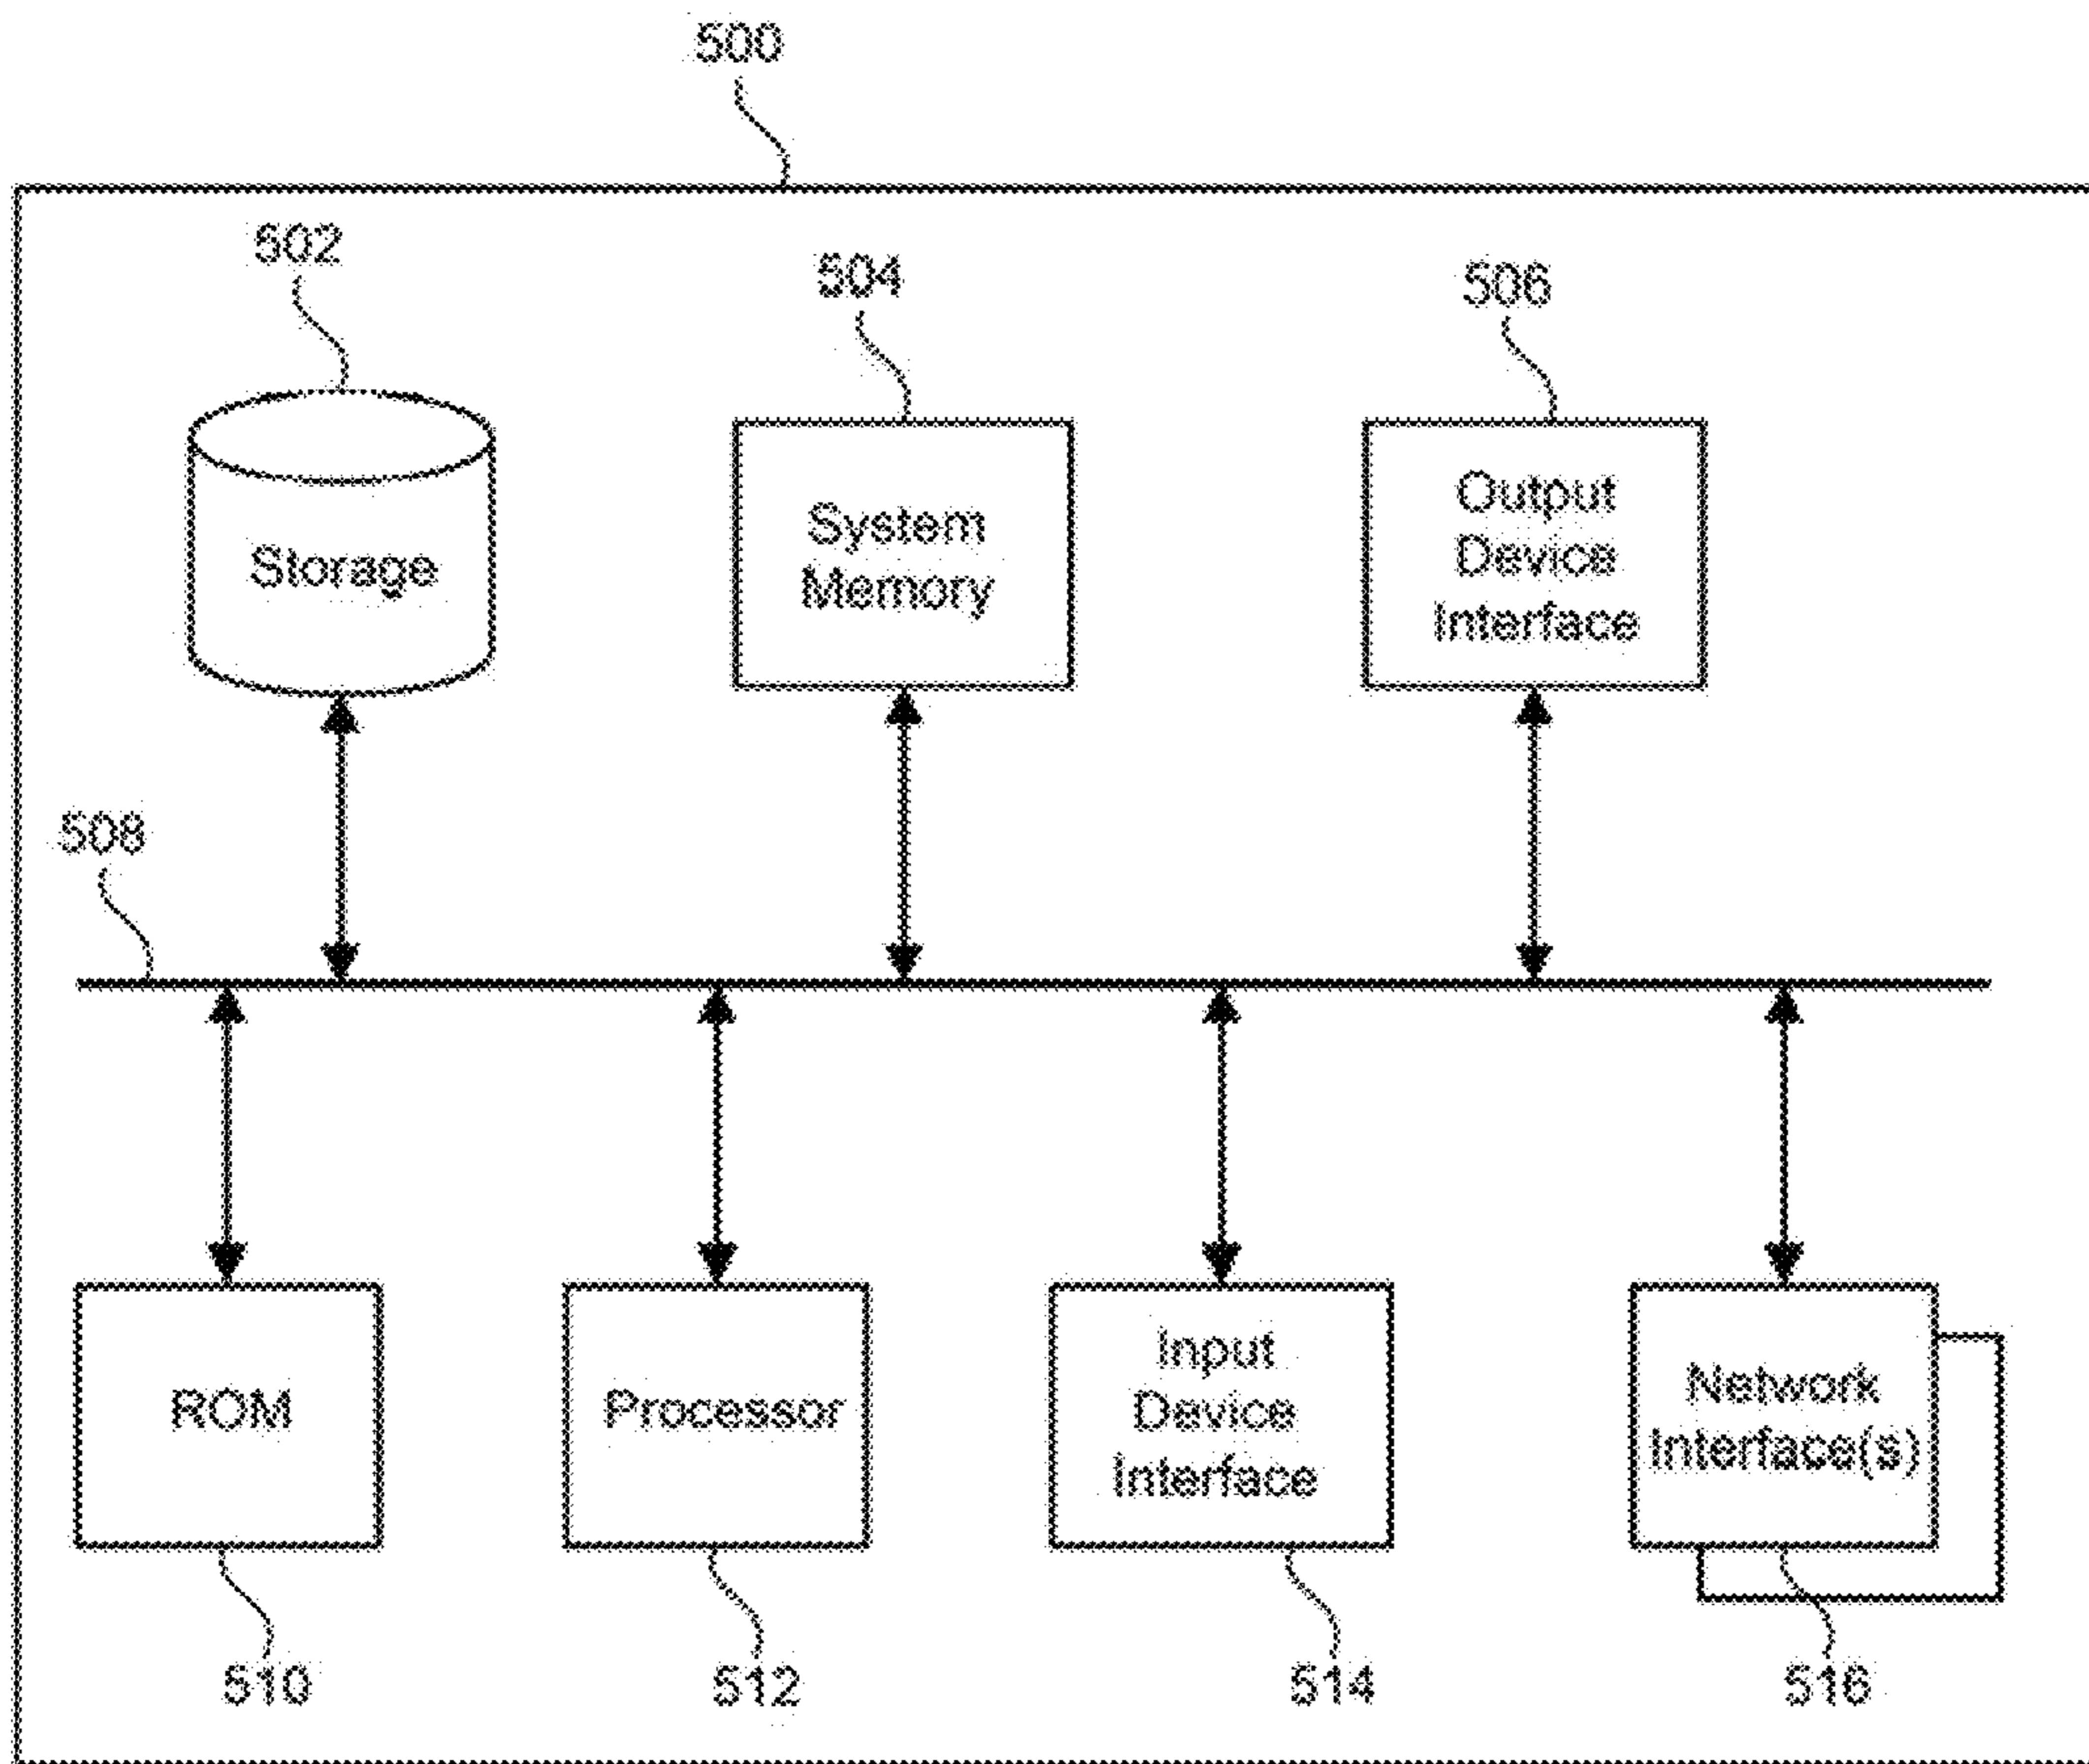 500
502
504
506
Storage
System
Memory
Output
Device
Interface
508
ROM
Processor
Input
Device
Interface
Network
Interface(s)
510
512
514
516